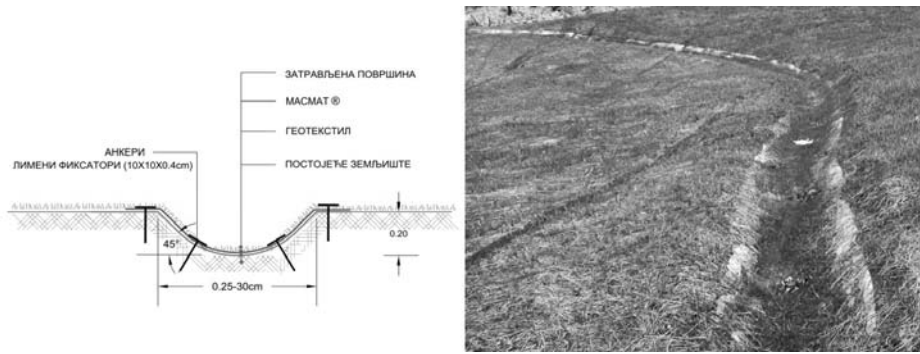 ЗАТРАВЉЕНА ПОВРШИНА
МАСМАТ ®
ГЕОТЕКСТИЛ
ПОСТОЈЕЋЕ ЗЕМЉИШТЕ
АНКЕРИ
ЛИМЕНИ ФИКСАТОРИ (10X10X0.4cm)
45°
0.20
0.25-30cm